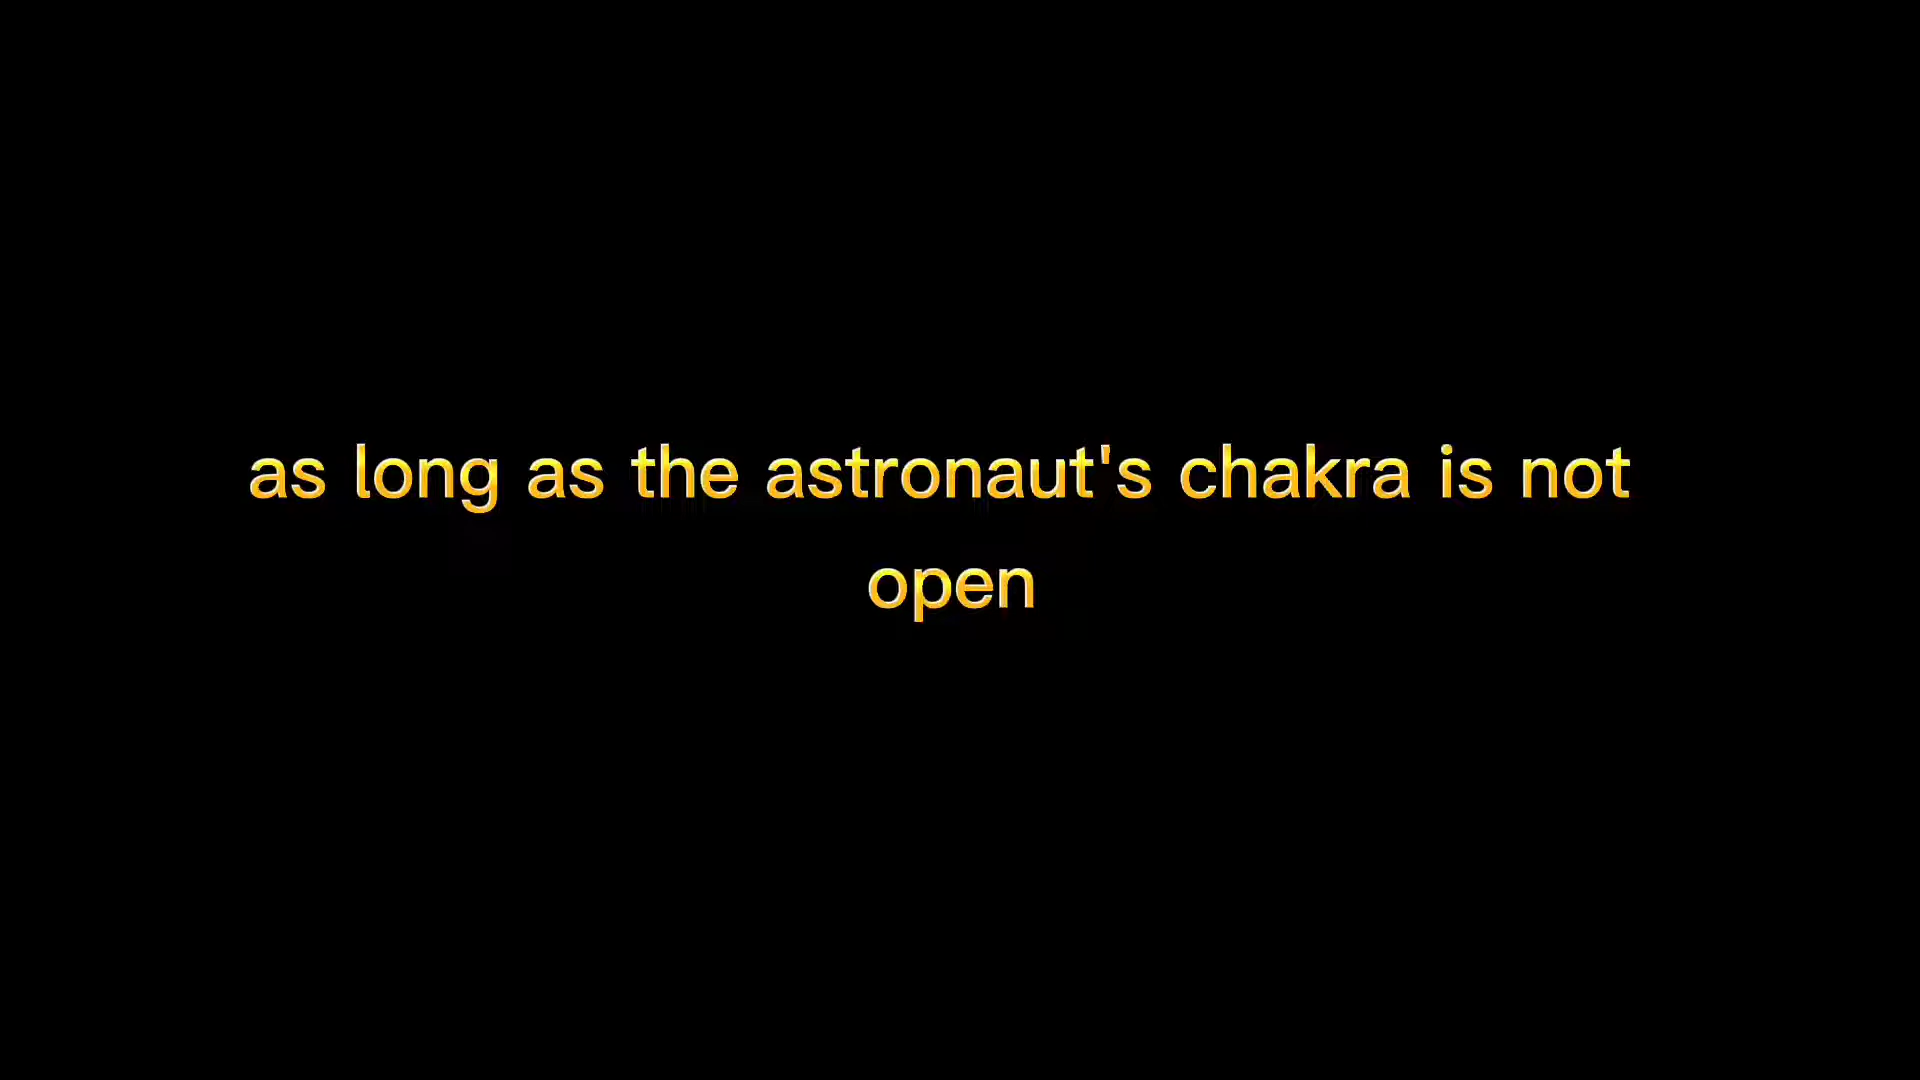 as long as the astronaut's chakra is not
open